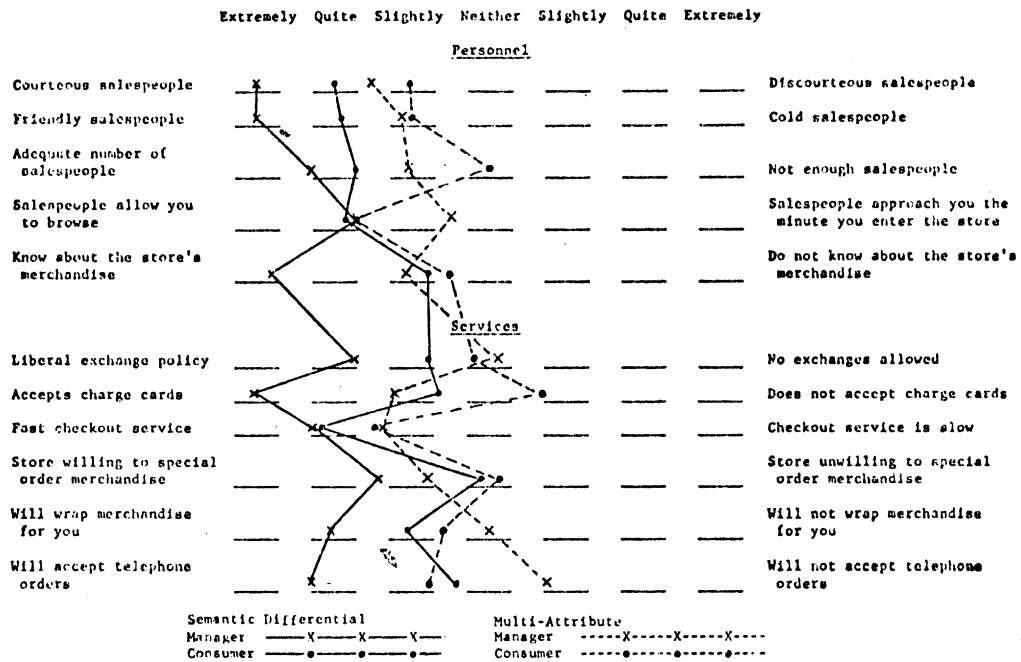 Extremely Quite Slightly Neither Slightly Quite Extremely
Personnel
Courteous salespeople Discourteous salespeople
Friendly salespeople Cold salespeople
Adequate number of
salespeople Not enough salespeople
Salespeople allow you Salespeople approach you the
to browse minute you enter the store
Know about the store's Do not know about the store's
merchandise merchandise
Services
Liberal exchange policy No exchanges allowed
Accepts charge cards Does not accept charge cards
Fast checkout service Checkout service is slow
Store willing to special Store unwilling to special
order merchandise order merchandise
Will wrap merchandise Will not wrap merchandise
for you for you
Will accept telephone Will not accept telephone
orders orders
Semantic Differential Multi-Attribute
Manager X X X Manager X X X
Consumer Consumer